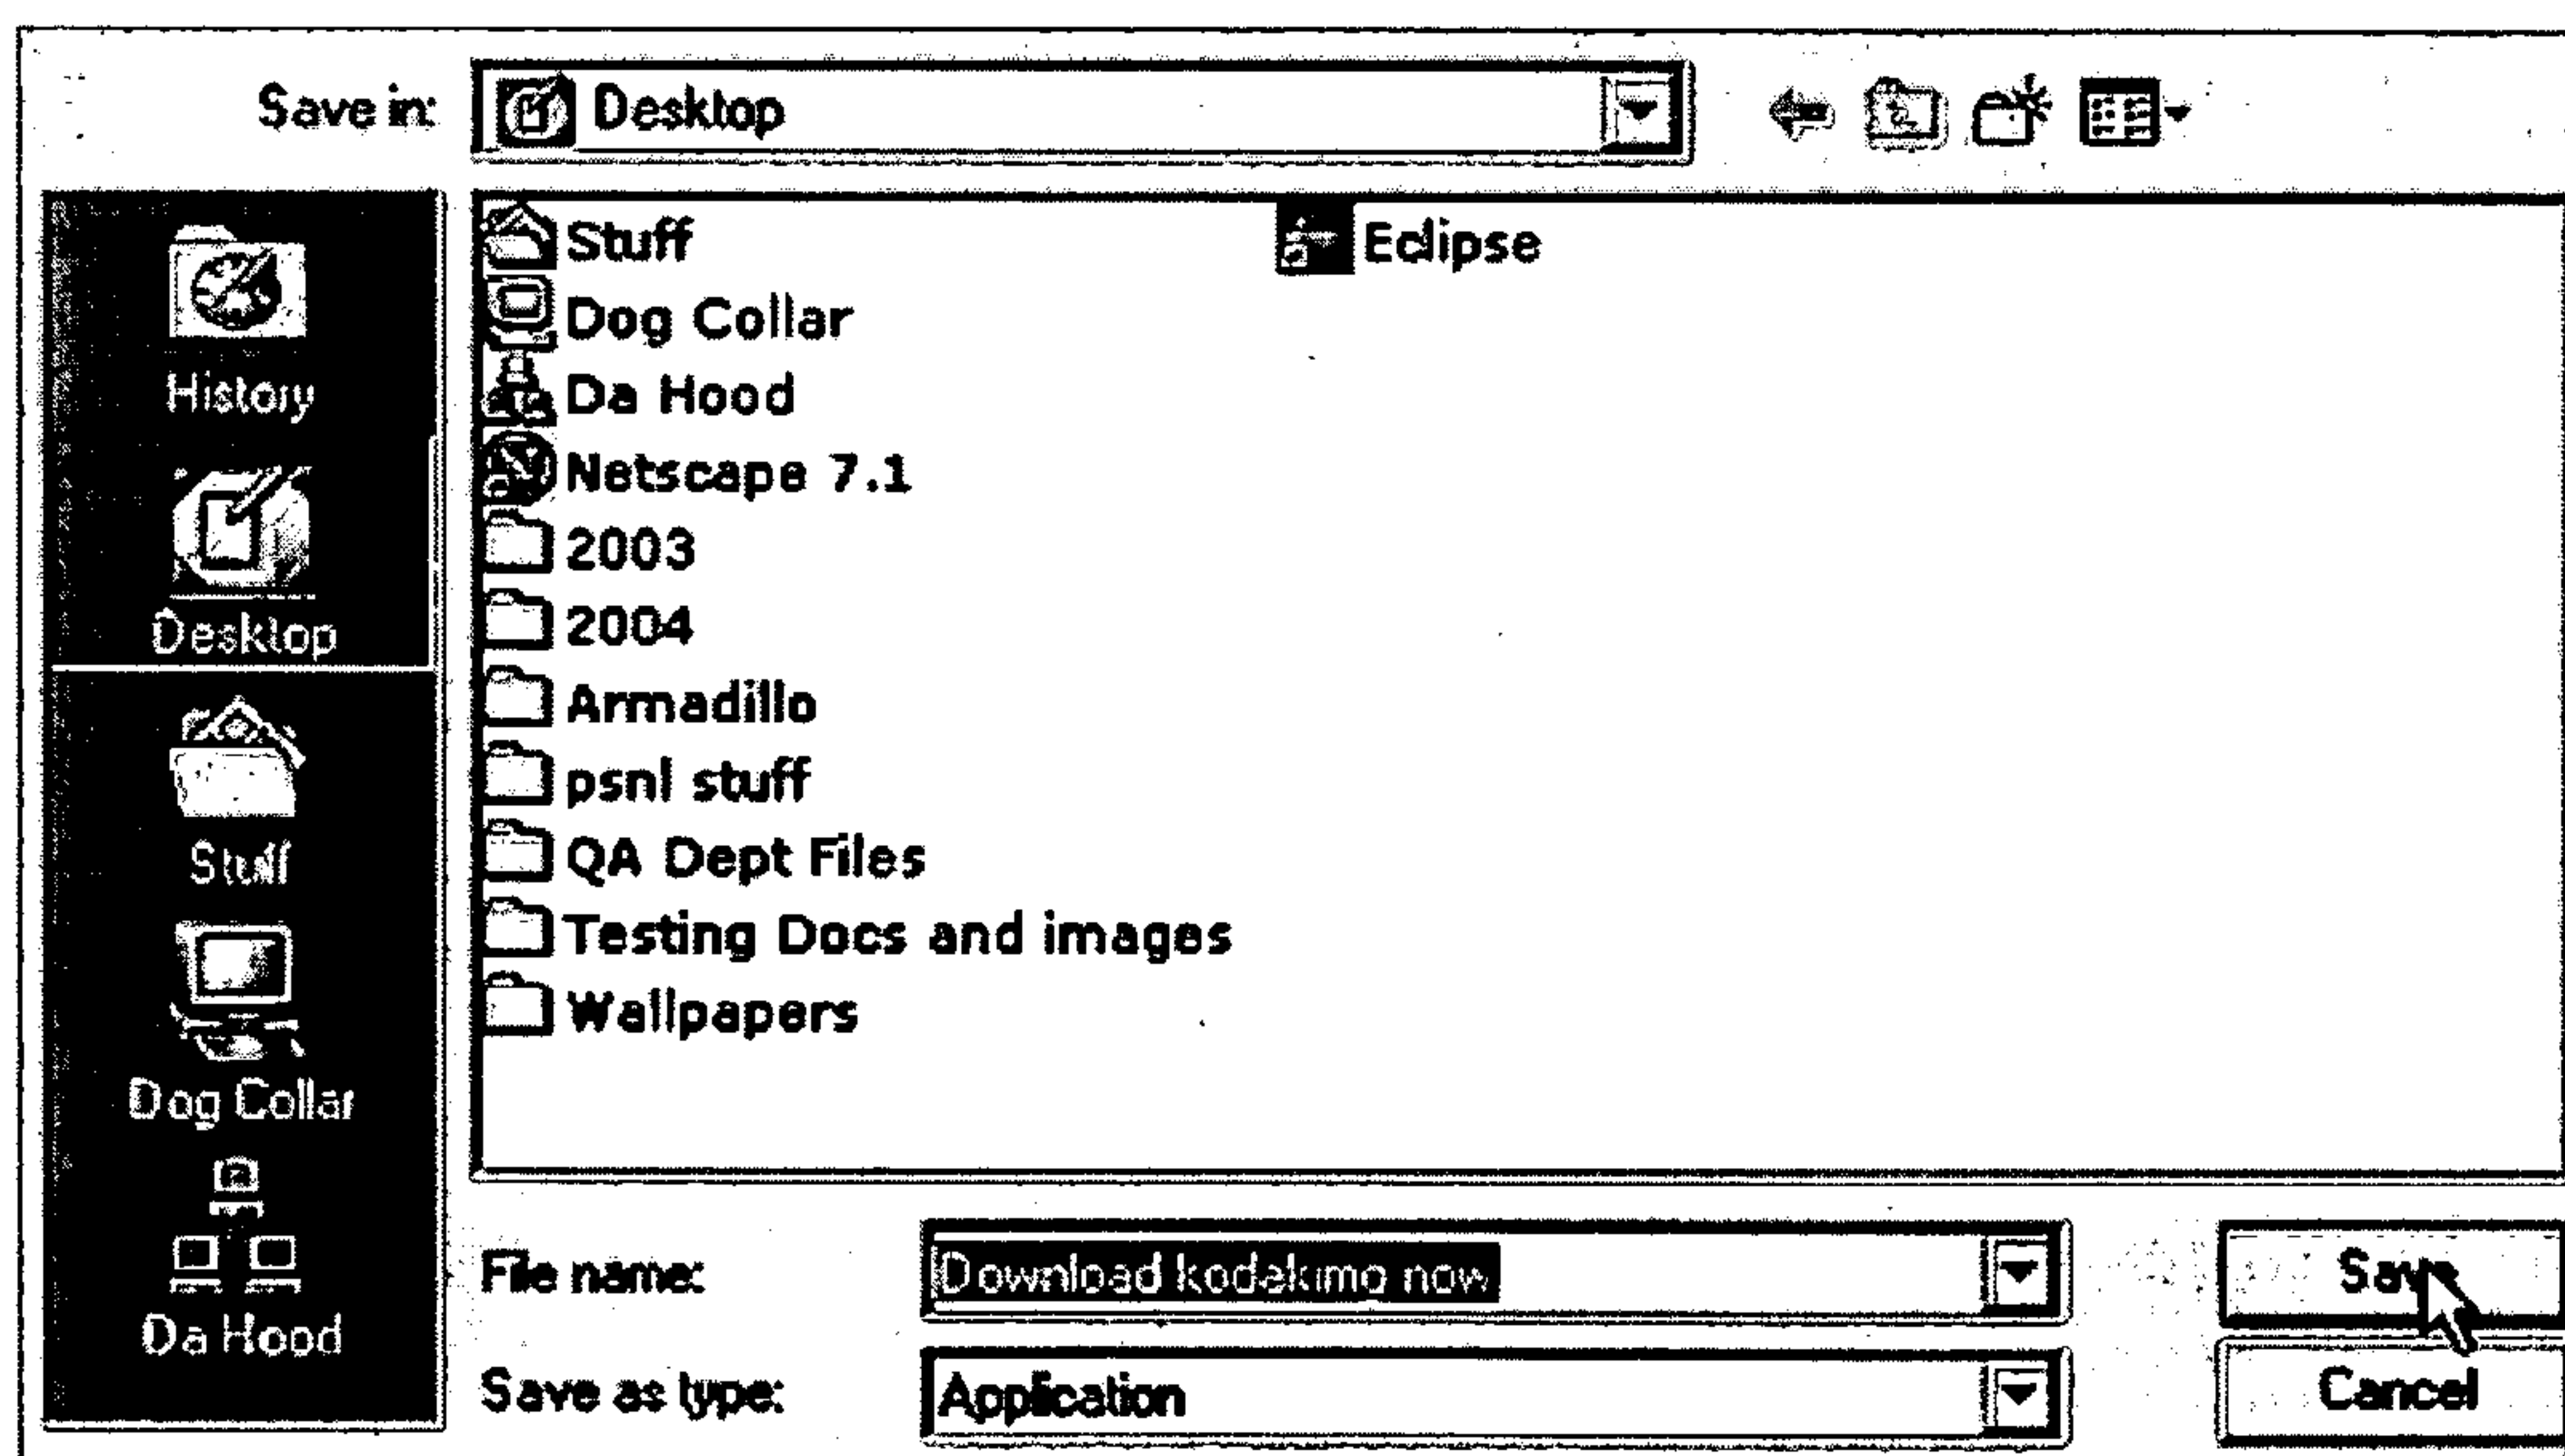 Save in: Desktop
History
Desktop
Stuff
Dog Collar
Da Hood
Stuff
Dog Collar
Da Hood
Netscape 7.1
2003
2004
Armadillo
psnl stuff
QA Dept Files
Testing Docs and images
Wallpapers
Eclipse
File name: Download kodakimo now Save
Save as type: Application Cancel